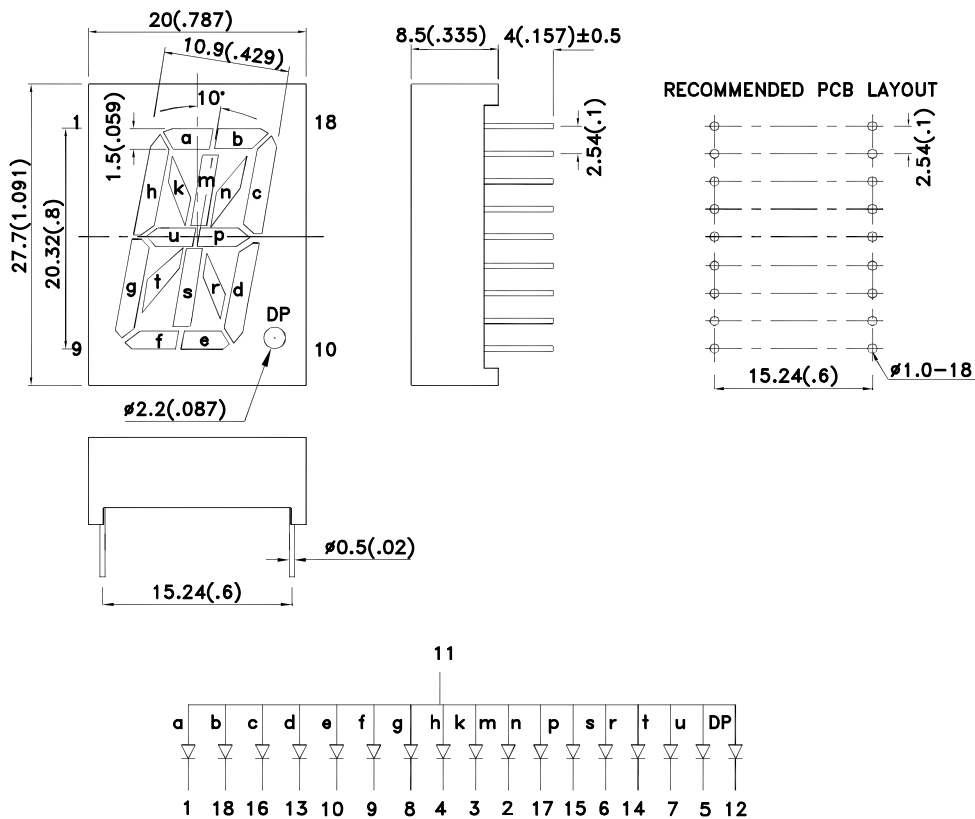 20(.787)
10.9(.429)
10°
1.5(.059)
27.7(1.091)
20.32(.8)
1
18
9
10
a
b
h
k
m
n
c
u
p
g
t
s
r
d
f
e
DP
ø2.2(.087)
8.5(.335)
4(.157)±0.5
2.54(.1)
RECOMMENDED PCB LAYOUT
2.54(.1)
15.24(.6)
ø1.0-18
ø0.5(.02)
15.24(.6)
11
a b c d e f g h k m n p s r t u DP
1 18 16 13 10 9 8 4 3 2 17 15 6 14 7 5 12